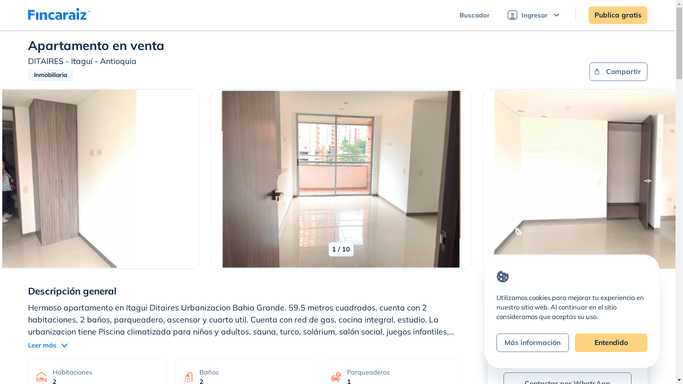 Fincaraiz
Buscador
Ingresar
Publica gratis
Apartamento en venta
DITAIRES - Itaguí - Antioquia
Inmobiliaria
Compartir
1 / 10
Descripción general
Hermoso apartamento en Itagui Ditaires Urbanizacion Bahia Grande. 59.5 metros cuadrados, cuenta con 2
habitaciones, 2 baños, parqueadero, ascensor y cuarto util. Cuenta con red de gas, cocina integral, estudio. La
urbanizacion tiene Piscina climatizada para niños y adultos, sauna, turco, solárium, salón social, juegos infantiles,...
Leer más
Habitaciones
2
Baños
2
Parqueaderos
1
Utilizamos cookies para mejorar tu experiencia en
nuestro sitio web. Al continuar en el sitio
consideramos que aceptas su uso.
Más información
Entendido
Contactar por WhatsApp